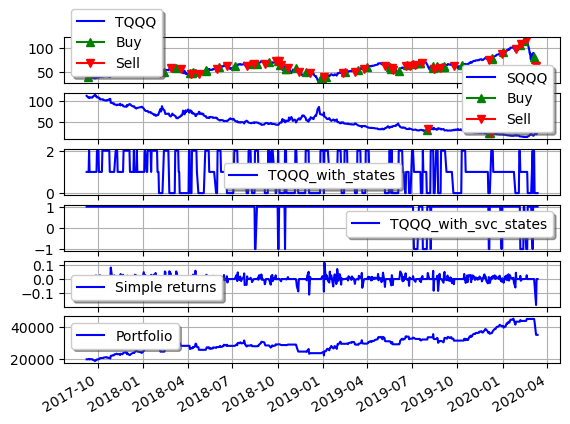 TQQQ
Buy
Sell
100
50
SQQQ
Buy
Sell
100
50
2
TQQQ_with_states
0
1
TQQQ_with_svc_states
0
−1
0.1
0.0
Simple returns
−0.1
Portfolio
40000
20000
2017-10
2018-01
2018-04
2018-07
2018-10
2019-01
2019-04
2019-07
2019-10
2020-01
2020-04